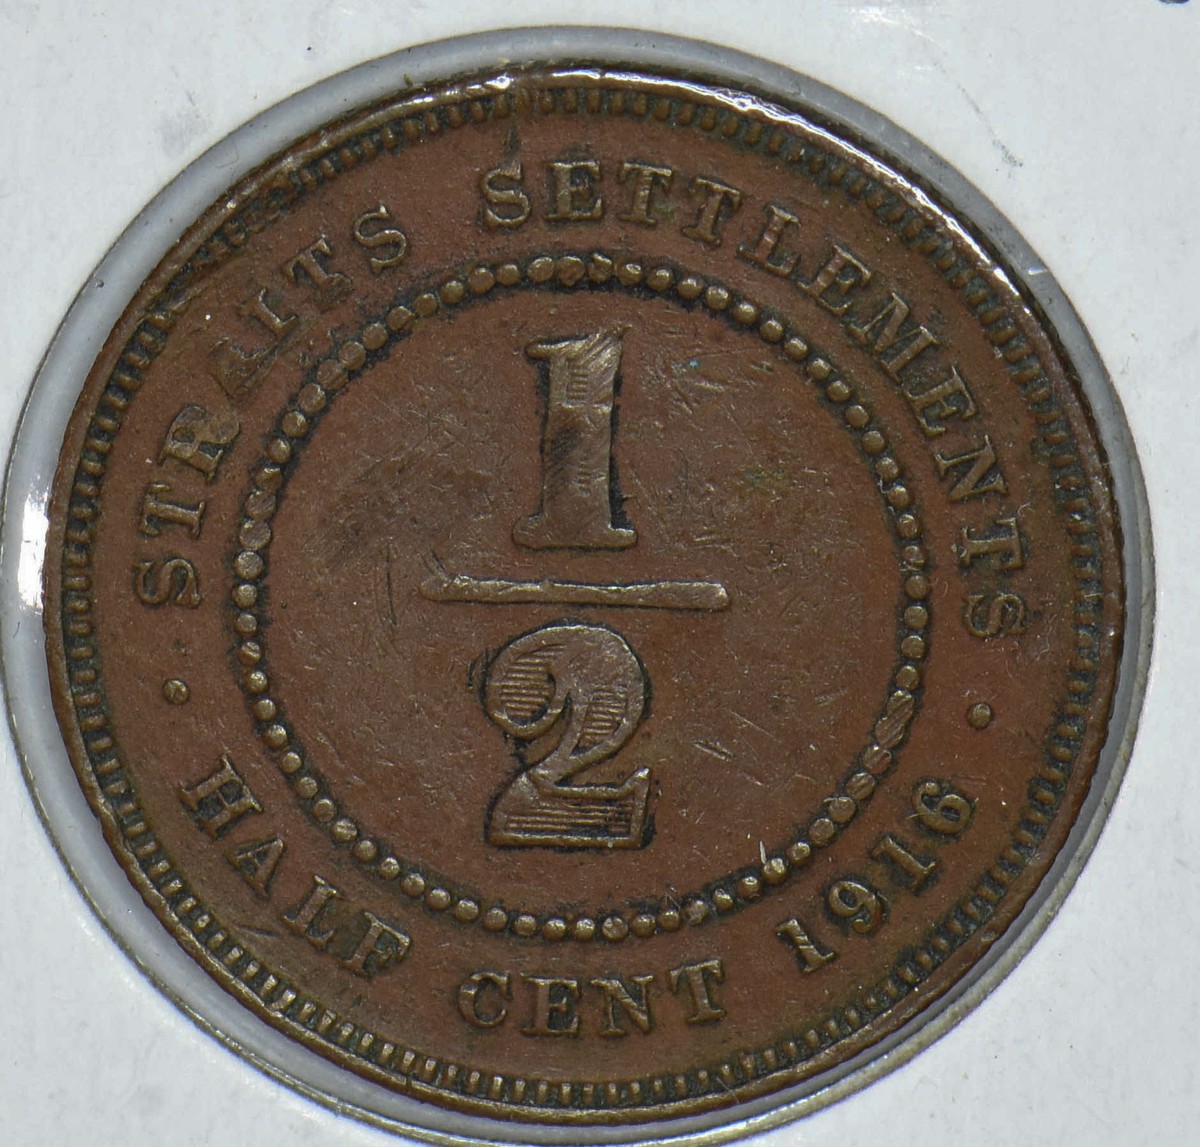 STRAITS SETTLEMENTS
1
2
HALF CENT 1916